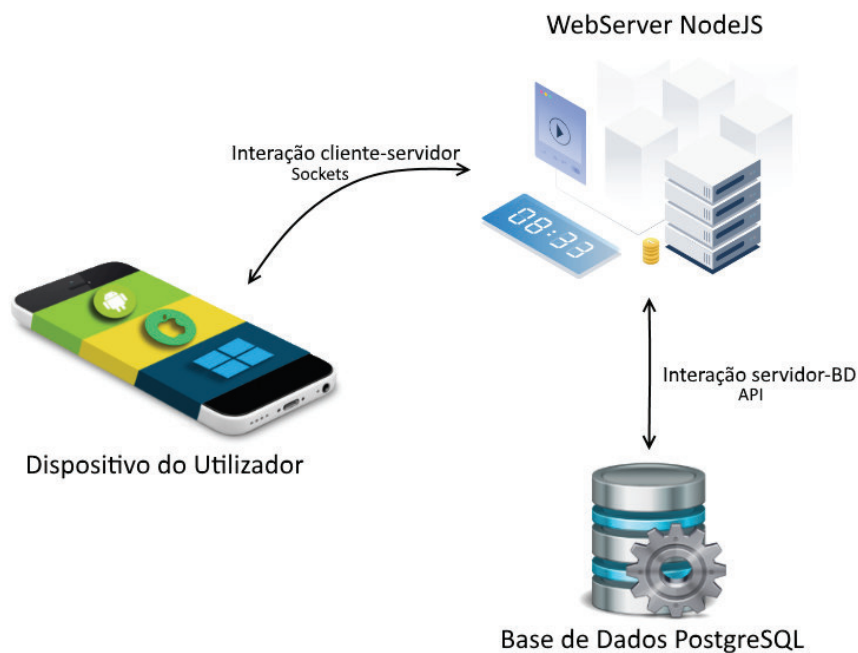 WebServer NodeJS
Interação cliente-servidor
Sockets
08:33
Interação servidor-BD
API
Dispositivo do Utilizador
Base de Dados PostgreSQL